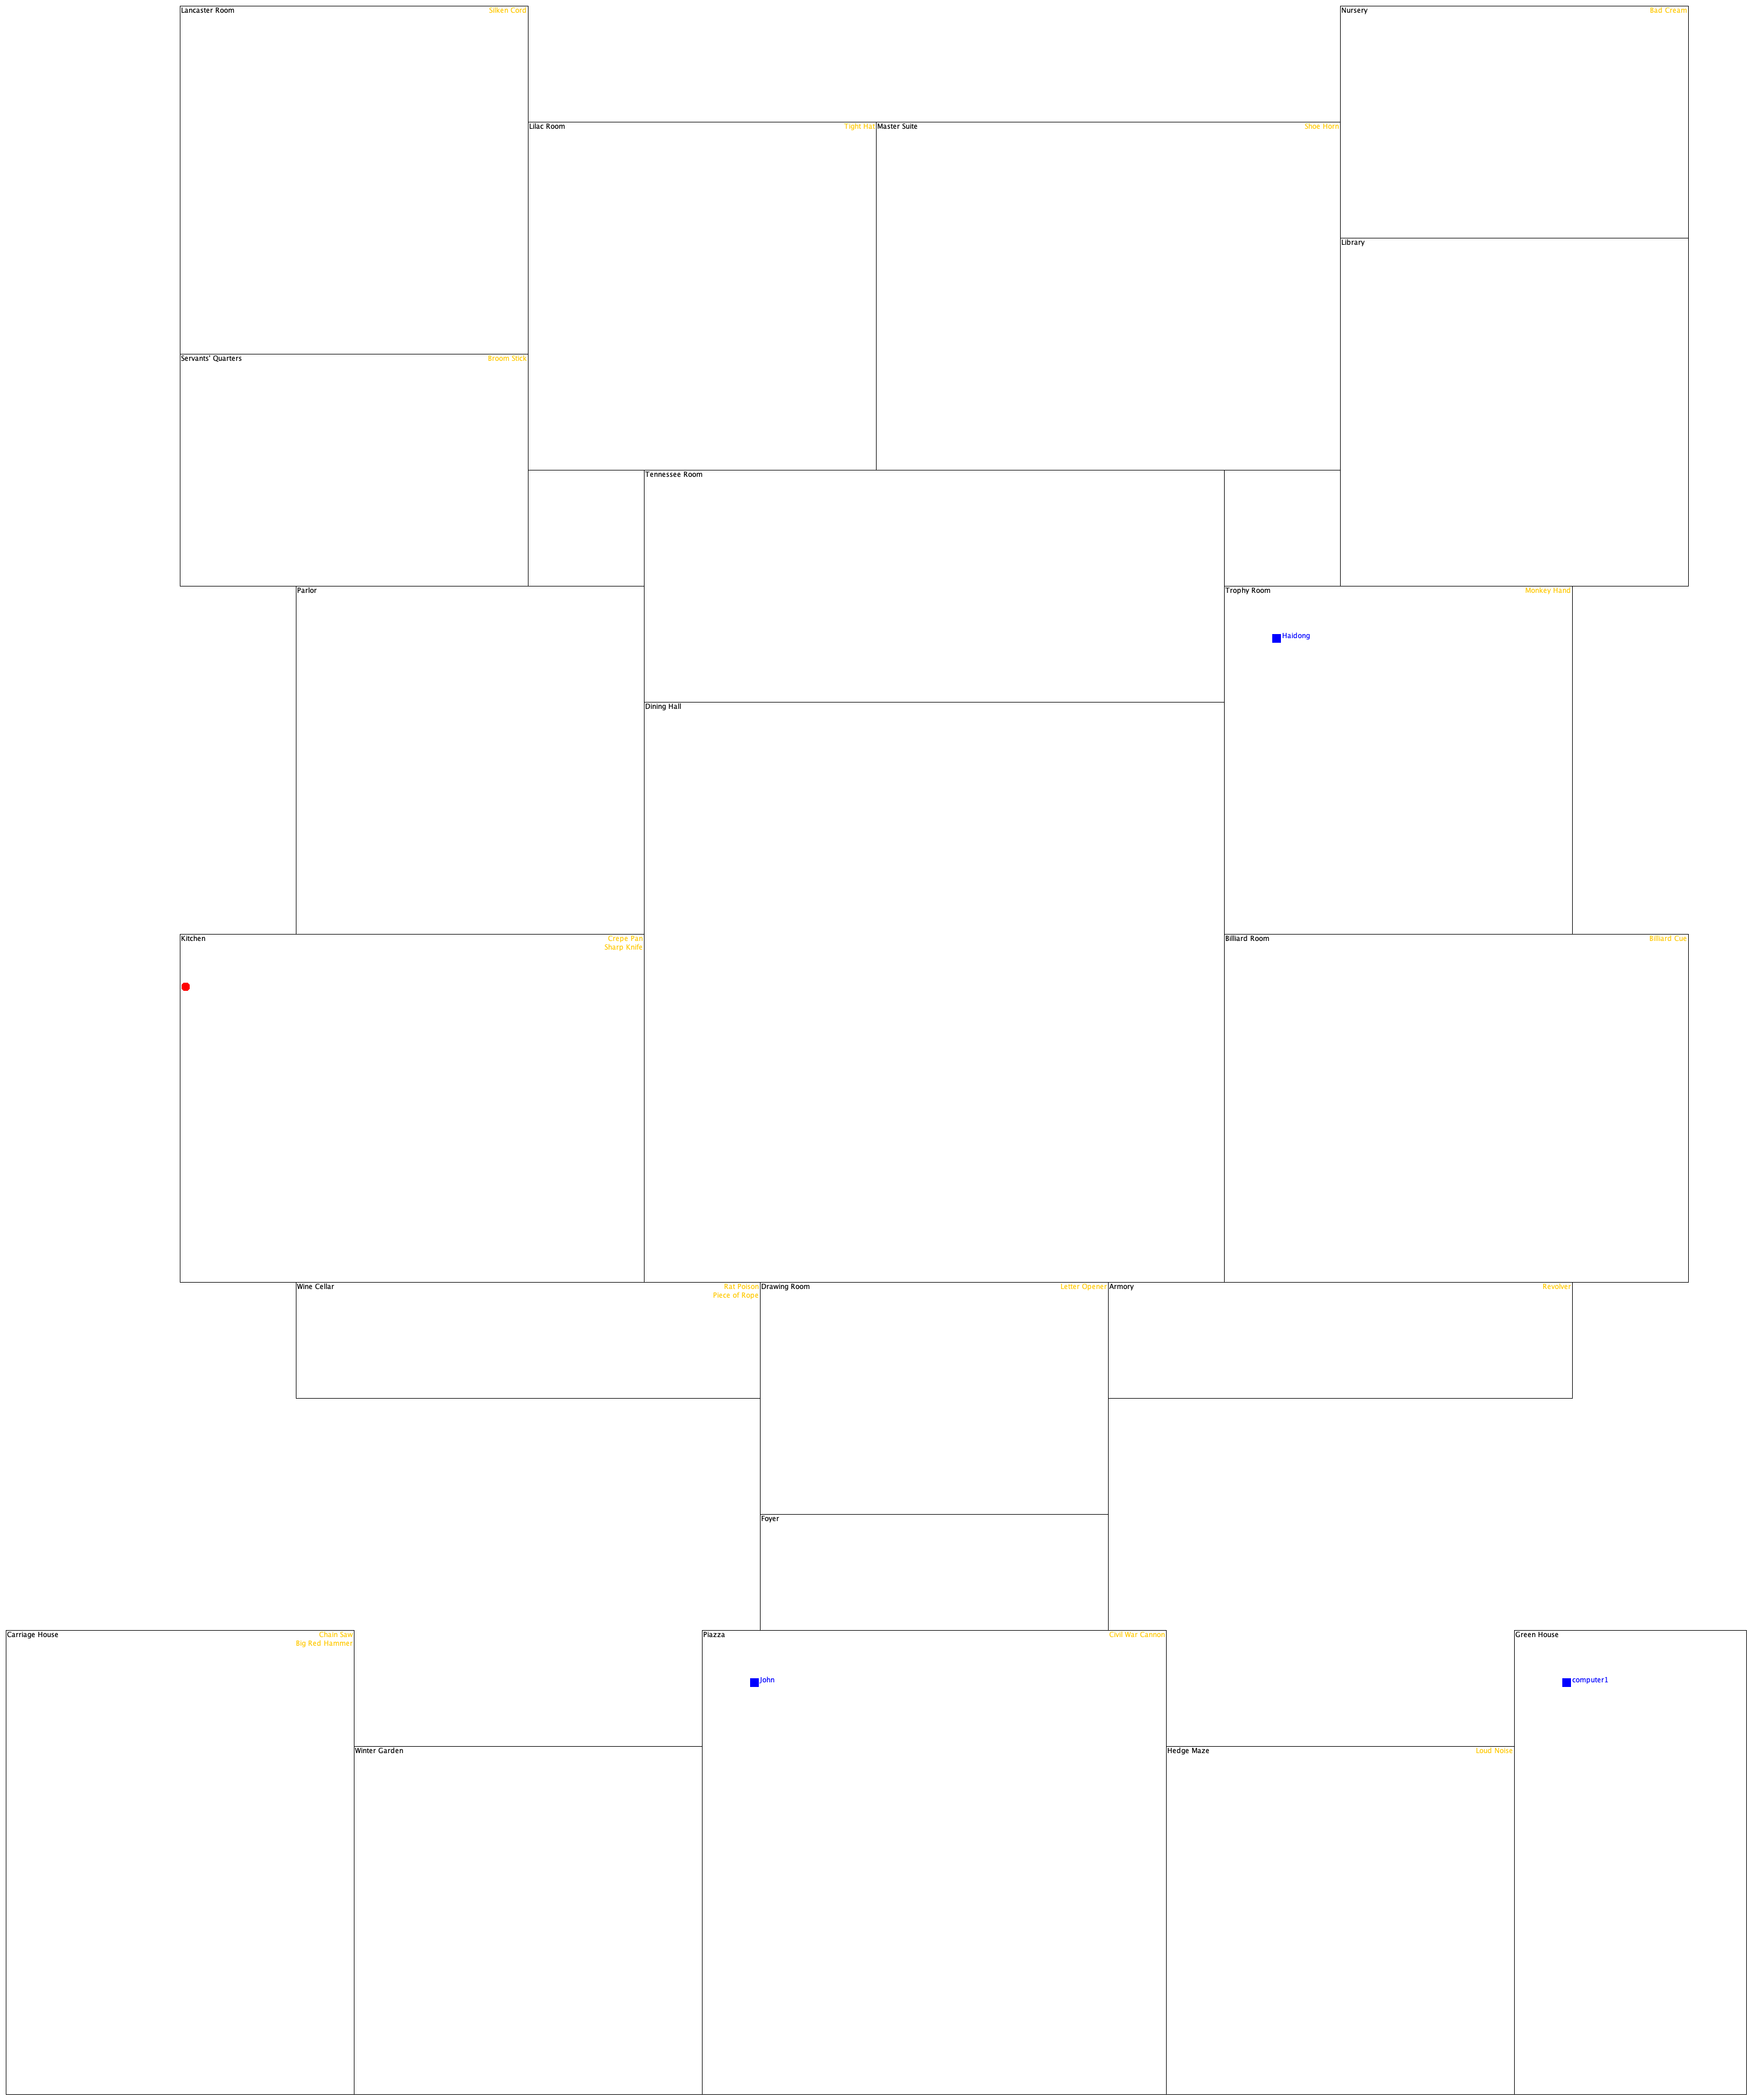 Lancaster Room Silken Cord
Nursery Bad Cream
Lilac Room Tight Hat
Master Suite Shoe Horn
Library
Servants' Quarters Broom Stick
Tennessee Room
Parlor
Trophy Room Monkey Hand
Haidong
Dining Hall
Kitchen Crepe Pan
Sharp Knife
Billiard Room Billiard Cue
Wine Cellar Rat Poison
Piece of Rope
Drawing Room Letter Opener
Armory Revolver
Foyer
Carriage House Chain Saw
Big Red Hammer
Piazza Civil War Cannon
John
Green House
computer1
Winter Garden
Hedge Maze Loud Noise